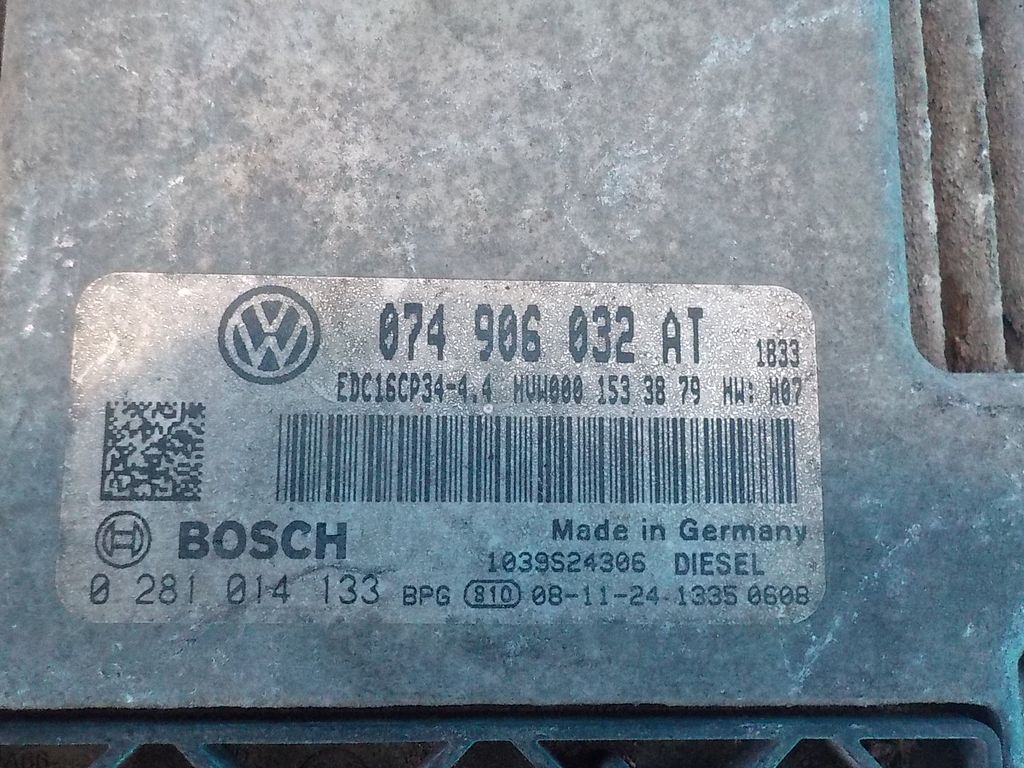 074 906 032 AT 1833
EDC16CP34-4.4 HVW000 153 38 79 HW: H07
BOSCH
Made in Germany
1039S24306 DIESEL
0 281 014 133 BPG 810 08-11-24 1335 0608